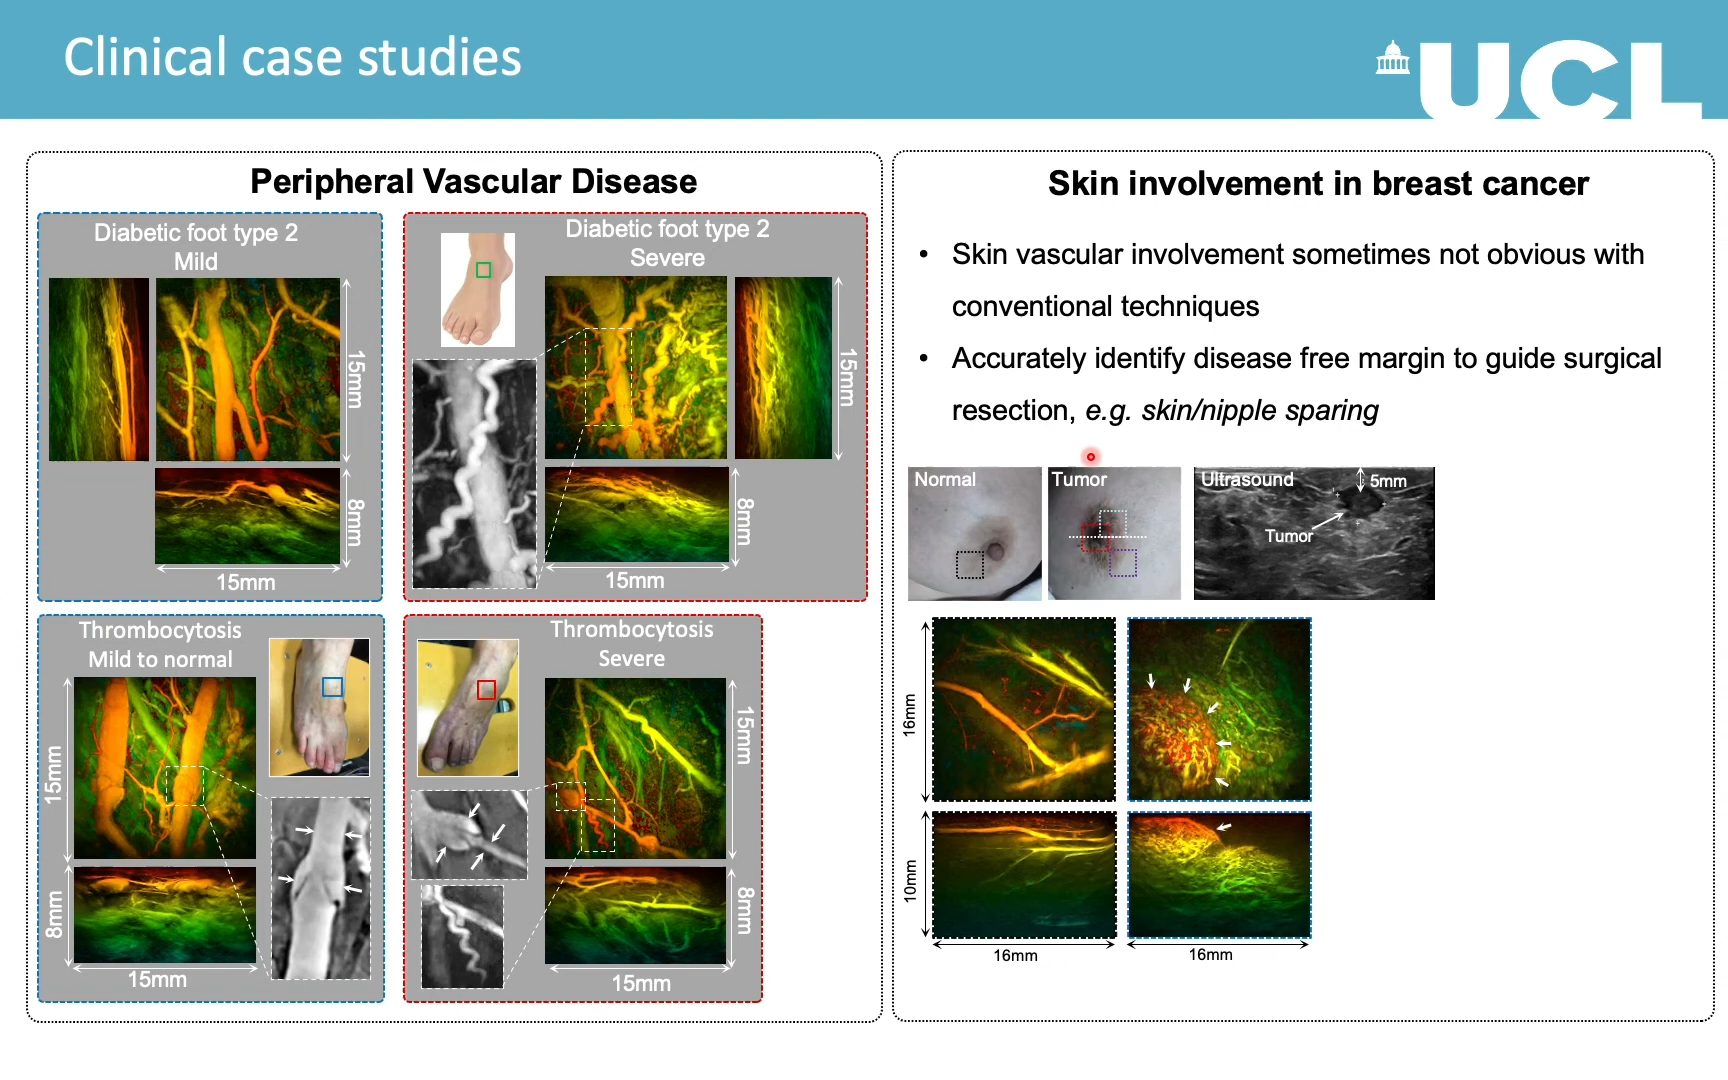 Clinical case studies
UCL
Peripheral Vascular Disease
Diabetic foot type 2
Mild
15mm
8mm
15mm
Diabetic foot type 2
Severe
15mm
8mm
15mm
Thrombocytosis
Mild to normal
15mm
8mm
15mm
Thrombocytosis
Severe
15mm
8mm
15mm
Skin involvement in breast cancer
• Skin vascular involvement sometimes not obvious with
conventional techniques
• Accurately identify disease free margin to guide surgical
resection, e.g. skin/nipple sparing
Normal
Tumor
Ultrasound
5mm
Tumor
16mm
10mm
16mm
16mm